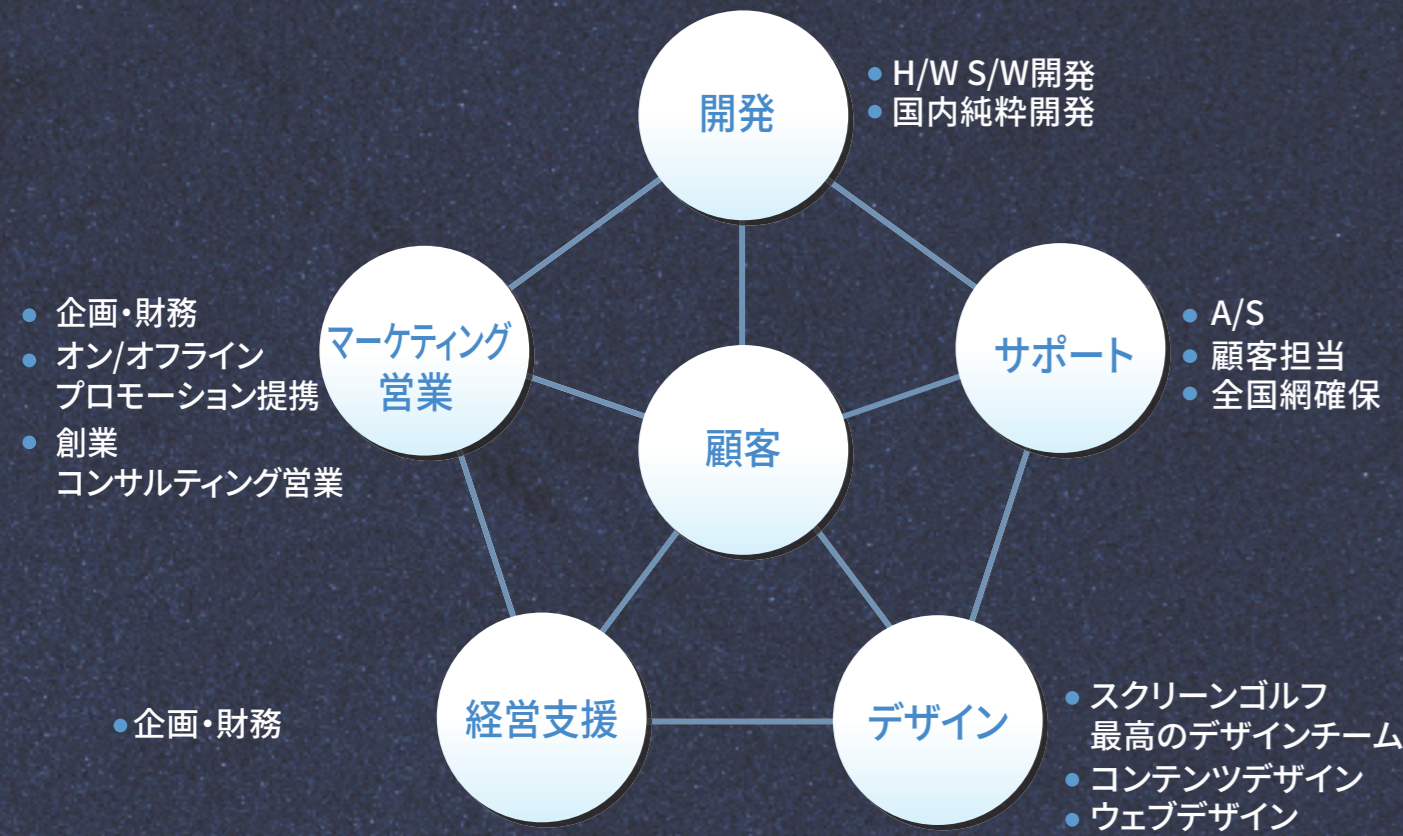 開発
H/W S/W開発
国内純粋開発
マーケティング
営業
企画・財務
オン/オフライン
プロモーション提携
創業
コンサルティング営業
顧客
サポート
A/S
顧客担当
全国網確保
経営支援
企画・財務
デザイン
スクリーンゴルフ
最高のデザインチーム
コンテンツデザイン
ウェブデザイン